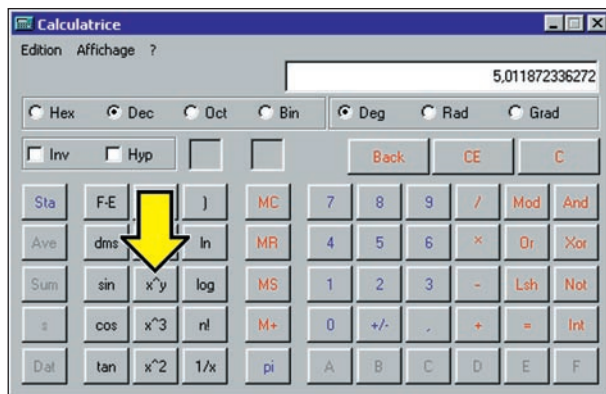 Calculatrice
Edition Affichage ?
5,011872336272
Hex Dec Oct Bin Deg Rad Grad
Inv Hyp Back CE C
Sta F-E ) MC 7 8 9 / Mod And
Ave dms ln MR 4 5 6 × Or Xor
Sum sin x^y log MS 1 2 3 - Lsh Not
s cos x^3 n! M+ 0 +/- , + = Int
Dat tan x^2 1/x pi A B C D E F